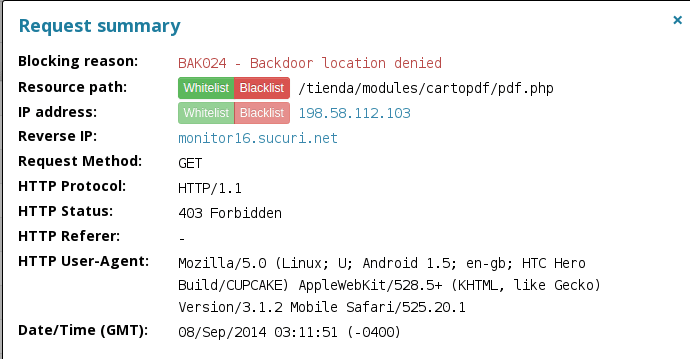 Request summary ×
Blocking reason: BAK024 - Backdoor location denied
Resource path: Whitelist Blacklist /tienda/modules/cartopdf/pdf.php
IP address: Whitelist Blacklist 198.58.112.103
Reverse IP: monitor16.sucuri.net
Request Method: GET
HTTP Protocol: HTTP/1.1
HTTP Status: 403 Forbidden
HTTP Referer: -
HTTP User-Agent: Mozilla/5.0 (Linux; U; Android 1.5; en-gb; HTC Hero
Build/CUPCAKE) AppleWebKit/528.5+ (KHTML, like Gecko)
Version/3.1.2 Mobile Safari/525.20.1
Date/Time (GMT): 08/Sep/2014 03:11:51 (-0400)